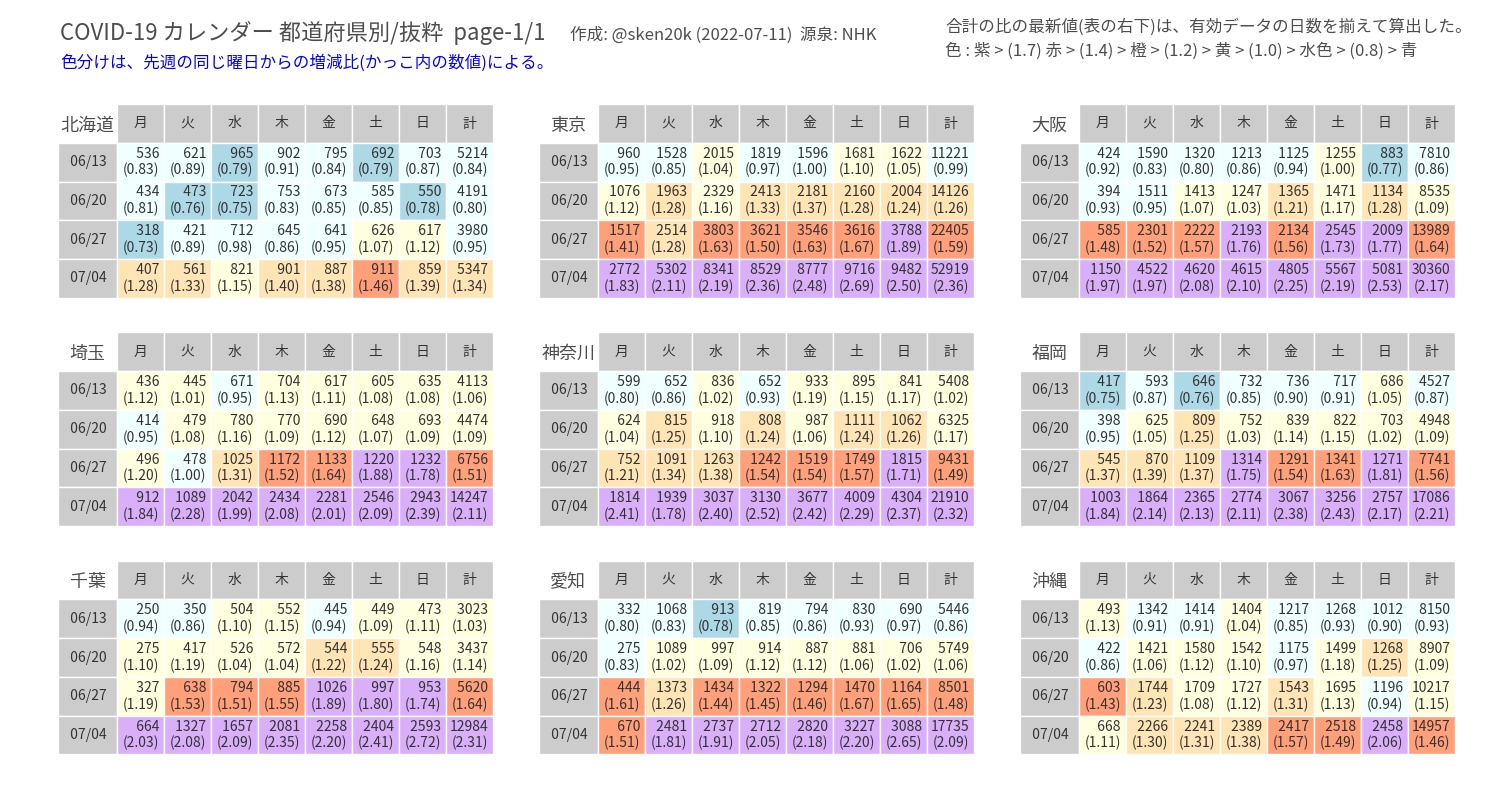 COVID-19 カレンダー 都道府県別/抜粋 page-1/1 作成: @sken20k (2022-07-11) 源泉: NHK
合計の比の最新値(表の右下)は、有効データの日数を揃えて算出した。
色分けは、先週の同じ曜日からの増減比(かっこ内の数値)による。
色 : 紫 > (1.7) 赤 > (1.4) > 橙 > (1.2) > 黄 > (1.0) > 水色 > (0.8) > 青
北海道 月 火 水 木 金 土 日 計
06/13 536 621 965 902 795 692 703 5214
(0.83) (0.89) (0.79) (0.91) (0.84) (0.79) (0.87) (0.84)
06/20 434 473 723 753 673 585 550 4191
(0.81) (0.76) (0.75) (0.83) (0.85) (0.85) (0.78) (0.80)
06/27 318 421 712 645 641 626 617 3980
(0.73) (0.89) (0.98) (0.86) (0.95) (1.07) (1.12) (0.95)
07/04 407 561 821 901 887 911 859 5347
(1.28) (1.33) (1.15) (1.40) (1.38) (1.46) (1.39) (1.34)
東京 月 火 水 木 金 土 日 計
06/13 960 1528 2015 1819 1596 1681 1622 11221
(0.95) (0.85) (1.04) (0.97) (1.00) (1.10) (1.05) (0.99)
06/20 1076 1963 2329 2413 2181 2160 2004 14126
(1.12) (1.28) (1.16) (1.33) (1.37) (1.28) (1.24) (1.26)
06/27 1517 2514 3803 3621 3546 3616 3788 22405
(1.41) (1.28) (1.63) (1.50) (1.63) (1.67) (1.89) (1.59)
07/04 2772 5302 8341 8529 8777 9716 9482 52919
(1.83) (2.11) (2.19) (2.36) (2.48) (2.69) (2.50) (2.36)
大阪 月 火 水 木 金 土 日 計
06/13 424 1590 1320 1213 1125 1255 883 7810
(0.92) (0.83) (0.80) (0.86) (0.94) (1.00) (0.77) (0.86)
06/20 394 1511 1413 1247 1365 1471 1134 8535
(0.93) (0.95) (1.07) (1.03) (1.21) (1.17) (1.28) (1.09)
06/27 585 2301 2222 2193 2134 2545 2009 13989
(1.48) (1.52) (1.57) (1.76) (1.56) (1.73) (1.77) (1.64)
07/04 1150 4522 4620 4615 4805 5567 5081 30360
(1.97) (1.97) (2.08) (2.10) (2.25) (2.19) (2.53) (2.17)
埼玉 月 火 水 木 金 土 日 計
06/13 436 445 671 704 617 605 635 4113
(1.12) (1.01) (0.95) (1.13) (1.11) (1.08) (1.08) (1.06)
06/20 414 479 780 770 690 648 693 4474
(0.95) (1.08) (1.16) (1.09) (1.12) (1.07) (1.09) (1.09)
06/27 496 478 1025 1172 1133 1220 1232 6756
(1.20) (1.00) (1.31) (1.52) (1.64) (1.88) (1.78) (1.51)
07/04 912 1089 2042 2434 2281 2546 2943 14247
(1.84) (2.28) (1.99) (2.08) (2.01) (2.09) (2.39) (2.11)
神奈川 月 火 水 木 金 土 日 計
06/13 599 652 836 652 933 895 841 5408
(0.80) (0.86) (1.02) (0.93) (1.19) (1.15) (1.17) (1.02)
06/20 624 815 918 808 987 1111 1062 6325
(1.04) (1.25) (1.10) (1.24) (1.06) (1.24) (1.26) (1.17)
06/27 752 1091 1263 1242 1519 1749 1815 9431
(1.21) (1.34) (1.38) (1.54) (1.54) (1.57) (1.71) (1.49)
07/04 1814 1939 3037 3130 3677 4009 4304 21910
(2.41) (1.78) (2.40) (2.52) (2.42) (2.29) (2.37) (2.32)
福岡 月 火 水 木 金 土 日 計
06/13 417 593 646 732 736 717 686 4527
(0.75) (0.87) (0.76) (0.85) (0.90) (0.91) (1.05) (0.87)
06/20 398 625 809 752 839 822 703 4948
(0.95) (1.05) (1.25) (1.03) (1.14) (1.15) (1.02) (1.09)
06/27 545 870 1109 1314 1291 1341 1271 7741
(1.37) (1.39) (1.37) (1.75) (1.54) (1.63) (1.81) (1.56)
07/04 1003 1864 2365 2774 3067 3256 2757 17086
(1.84) (2.14) (2.13) (2.11) (2.38) (2.43) (2.17) (2.21)
千葉 月 火 水 木 金 土 日 計
06/13 250 350 504 552 445 449 473 3023
(0.94) (0.86) (1.10) (1.15) (0.94) (1.09) (1.11) (1.03)
06/20 275 417 526 572 544 555 548 3437
(1.10) (1.19) (1.04) (1.04) (1.22) (1.24) (1.16) (1.14)
06/27 327 638 794 885 1026 997 953 5620
(1.19) (1.53) (1.51) (1.55) (1.89) (1.80) (1.74) (1.64)
07/04 664 1327 1657 2081 2258 2404 2593 12984
(2.03) (2.08) (2.09) (2.35) (2.20) (2.41) (2.72) (2.31)
愛知 月 火 水 木 金 土 日 計
06/13 332 1068 913 819 794 830 690 5446
(0.80) (0.83) (0.78) (0.85) (0.86) (0.93) (0.97) (0.86)
06/20 275 1089 997 914 887 881 706 5749
(0.83) (1.02) (1.09) (1.12) (1.12) (1.06) (1.02) (1.06)
06/27 444 1373 1434 1322 1294 1470 1164 8501
(1.61) (1.26) (1.44) (1.45) (1.46) (1.67) (1.65) (1.48)
07/04 670 2481 2737 2712 2820 3227 3088 17735
(1.51) (1.81) (1.91) (2.05) (2.18) (2.20) (2.65) (2.09)
沖縄 月 火 水 木 金 土 日 計
06/13 493 1342 1414 1404 1217 1268 1012 8150
(1.13) (0.91) (0.91) (1.04) (0.85) (0.93) (0.90) (0.93)
06/20 422 1421 1580 1542 1175 1499 1268 8907
(0.86) (1.06) (1.12) (1.10) (0.97) (1.18) (1.25) (1.09)
06/27 603 1744 1709 1727 1543 1695 1196 10217
(1.43) (1.23) (1.08) (1.12) (1.31) (1.13) (0.94) (1.15)
07/04 668 2266 2241 2389 2417 2518 2458 14957
(1.11) (1.30) (1.31) (1.38) (1.57) (1.49) (2.06) (1.46)